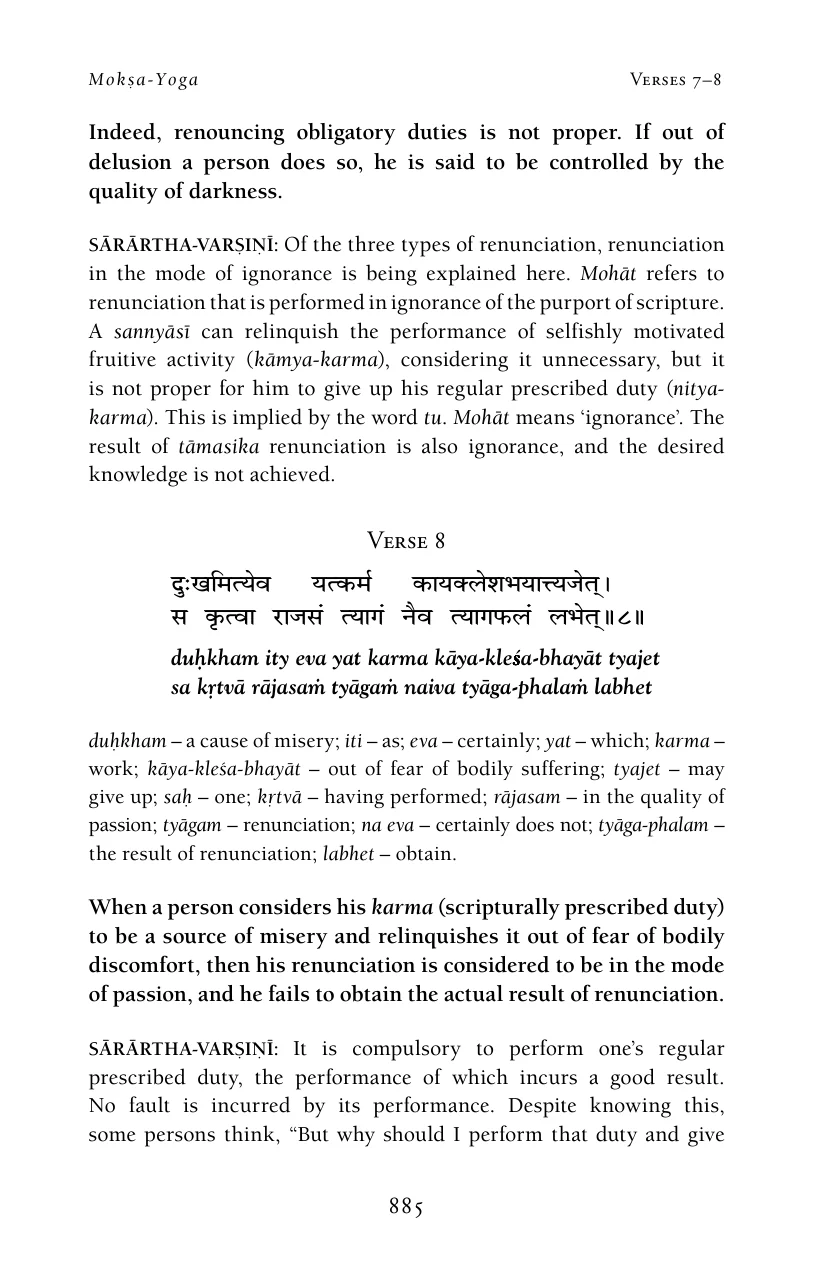 Mokṣa-Yoga Verses 7–8
Indeed, renouncing obligatory duties is not proper. If out of
delusion a person does so, he is said to be controlled by the
quality of darkness.
SĀRĀRTHA-VARṢIṆĪ: Of the three types of renunciation, renunciation
in the mode of ignorance is being explained here. Mohāt refers to
renunciation that is performed in ignorance of the purport of scripture.
A sannyāsī can relinquish the performance of selfishly motivated
fruitive activity (kāmya-karma), considering it unnecessary, but it
is not proper for him to give up his regular prescribed duty (nitya-
karma). This is implied by the word tu. Mohāt means ‘ignorance’. The
result of tāmasika renunciation is also ignorance, and the desired
knowledge is not achieved.
Verse 8
दुःखमित्येव यत्कर्म कायक्लेशभयात्त्यजेत्।
स कृत्वा राजसं त्यागं नैव त्यागफलं लभेत्॥८॥
duḥkham ity eva yat karma kāya-kleśa-bhayāt tyajet
sa kṛtvā rājasaṁ tyāgaṁ naiva tyāga-phalaṁ labhet
duḥkham – a cause of misery; iti – as; eva – certainly; yat – which; karma –
work; kāya-kleśa-bhayāt – out of fear of bodily suffering; tyajet – may
give up; saḥ – one; kṛtvā – having performed; rājasam – in the quality of
passion; tyāgam – renunciation; na eva – certainly does not; tyāga-phalam –
the result of renunciation; labhet – obtain.
When a person considers his karma (scripturally prescribed duty)
to be a source of misery and relinquishes it out of fear of bodily
discomfort, then his renunciation is considered to be in the mode
of passion, and he fails to obtain the actual result of renunciation.
SĀRĀRTHA-VARṢIṆĪ: It is compulsory to perform one’s regular
prescribed duty, the performance of which incurs a good result.
No fault is incurred by its performance. Despite knowing this,
some persons think, “But why should I perform that duty and give
885